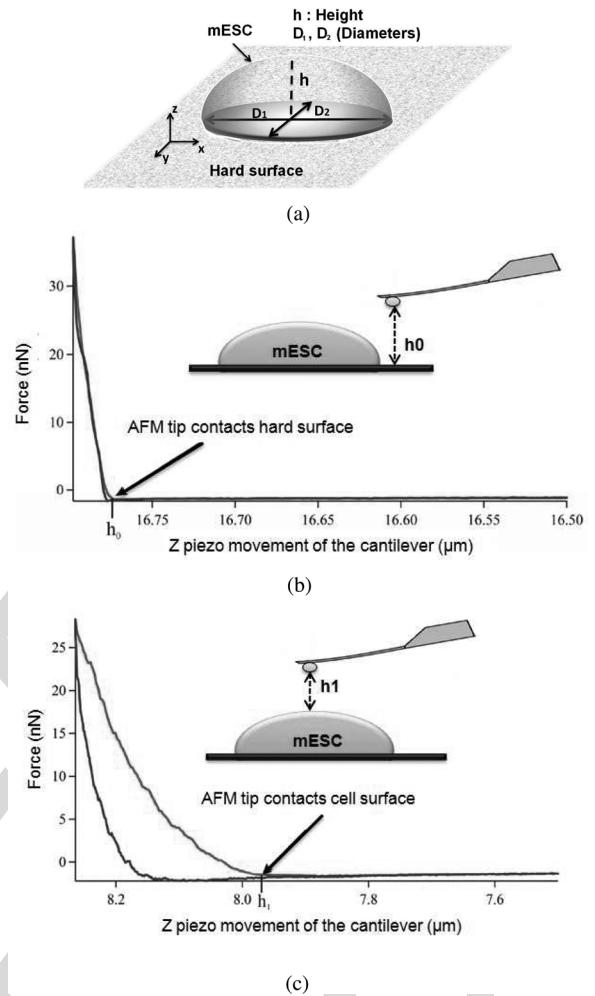 h : Height
mESC
D₁, D₂ (Diameters)
h
D₁
D₂
z
x
y
Hard surface
(a)
Force (nN)
30
20
10
0
mESC
h0
AFM tip contacts hard surface
h₀
16.75
16.70
16.65
16.60
16.55
16.50
Z piezo movement of the cantilever (μm)
(b)
Force (nN)
25
20
15
10
5
0
h1
mESC
AFM tip contacts cell surface
8.2
8.0
h₁
7.8
7.6
Z piezo movement of the cantilever (μm)
(c)